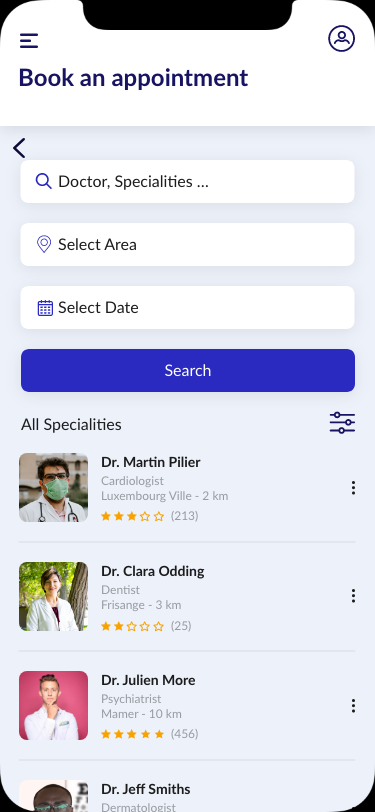 Book an appointment
Doctor, Specialities ...
Select Area
Select Date
Search
All Specialities
Dr. Martin Pilier
Cardiologist
Luxembourg Ville - 2 km
(213)
Dr. Clara Odding
Dentist
Frisange - 3 km
(25)
Dr. Julien More
Psychiatrist
Mamer - 10 km
(456)
Dr. Jeff Smiths
Dermatologist